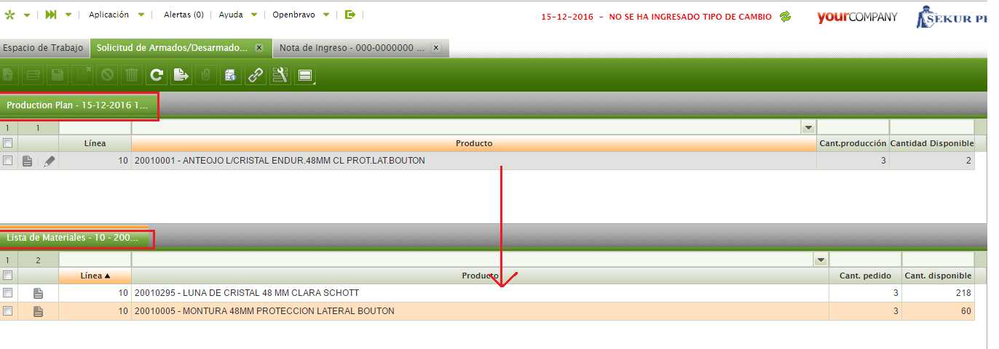 Aplicación Alertas (0) Ayuda Openbravo 15-12-2016 - NO SE HA INGRESADO TIPO DE CAMBIO yourCOMPANY SEKUR PE
Espacio de Trabajo Solicitud de Armados/Desarmado... Nota de Ingreso - 000-0000000 ...
Production Plan - 15-12-2016 1...
1 1
Línea Producto Cant.producción Cantidad Disponible
10 20010001 - ANTEOJO L/CRISTAL ENDUR.48MM CL PROT.LAT.BOUTON 3 2
Lista de Materiales - 10 - 200...
1 2
Línea Producto Cant. pedido Cant. disponible
10 20010295 - LUNA DE CRISTAL 48 MM CLARA SCHOTT 3 218
10 20010005 - MONTURA 48MM PROTECCION LATERAL BOUTON 3 60